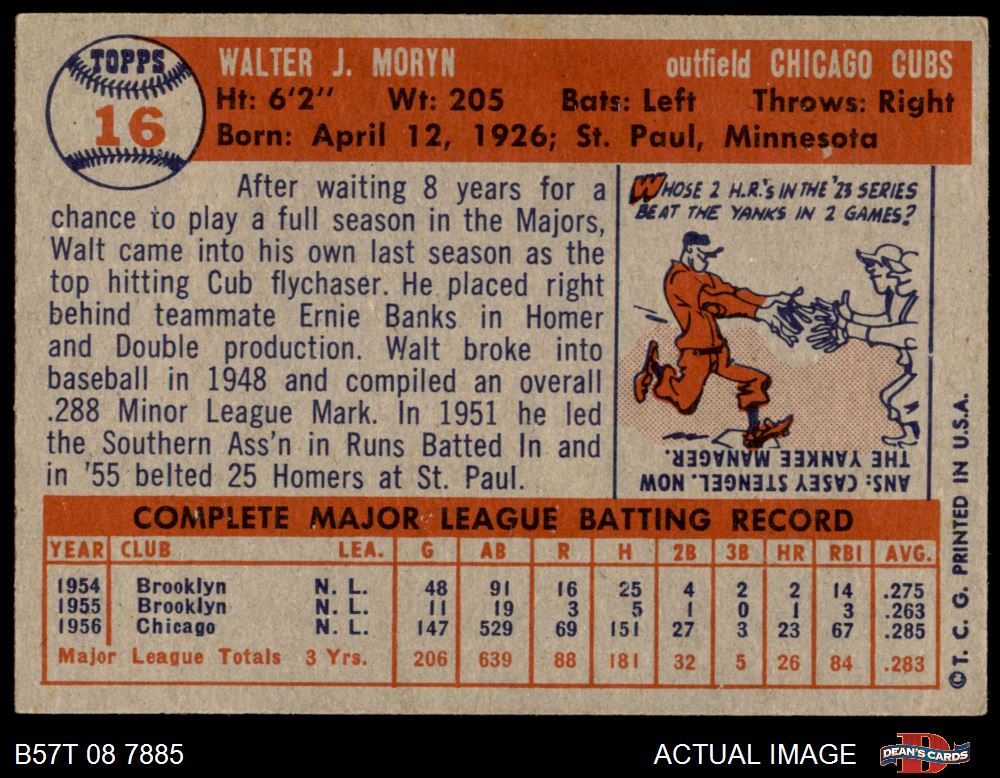 TOPPS
16
WALTER J. MORYN outfield CHICAGO CUBS
Ht: 6'2" Wt: 205 Bats: Left Throws: Right
Born: April 12, 1926; St. Paul, Minnesota
After waiting 8 years for a
chance to play a full season in the Majors,
Walt came into his own last season as the
top hitting Cub flychaser. He placed right
behind teammate Ernie Banks in Homer
and Double production. Walt broke into
baseball in 1948 and compiled an overall
.288 Minor League Mark. In 1951 he led
the Southern Ass'n in Runs Batted In and
in '55 belted 25 Homers at St. Paul.
WHOSE 2 H.R.'S IN THE '23 SERIES
BEAT THE YANKS IN 2 GAMES?
ANS: CASEY STENGEL. NOW
THE YANKEE MANAGER.
COMPLETE MAJOR LEAGUE BATTING RECORD
YEAR CLUB LEA. G AB R H 2B 3B HR RBI AVG.
1954 Brooklyn N. L. 48 91 16 25 4 2 2 14 .275
1955 Brooklyn N. L. 11 19 3 5 1 0 1 3 .263
1956 Chicago N. L. 147 529 69 151 27 3 23 67 .285
Major League Totals 3 Yrs. 206 639 88 181 32 5 26 84 .283
© T. C. G. PRINTED IN U.S.A.
B57T 08 7885 ACTUAL IMAGE
D
DEAN'S CARDS